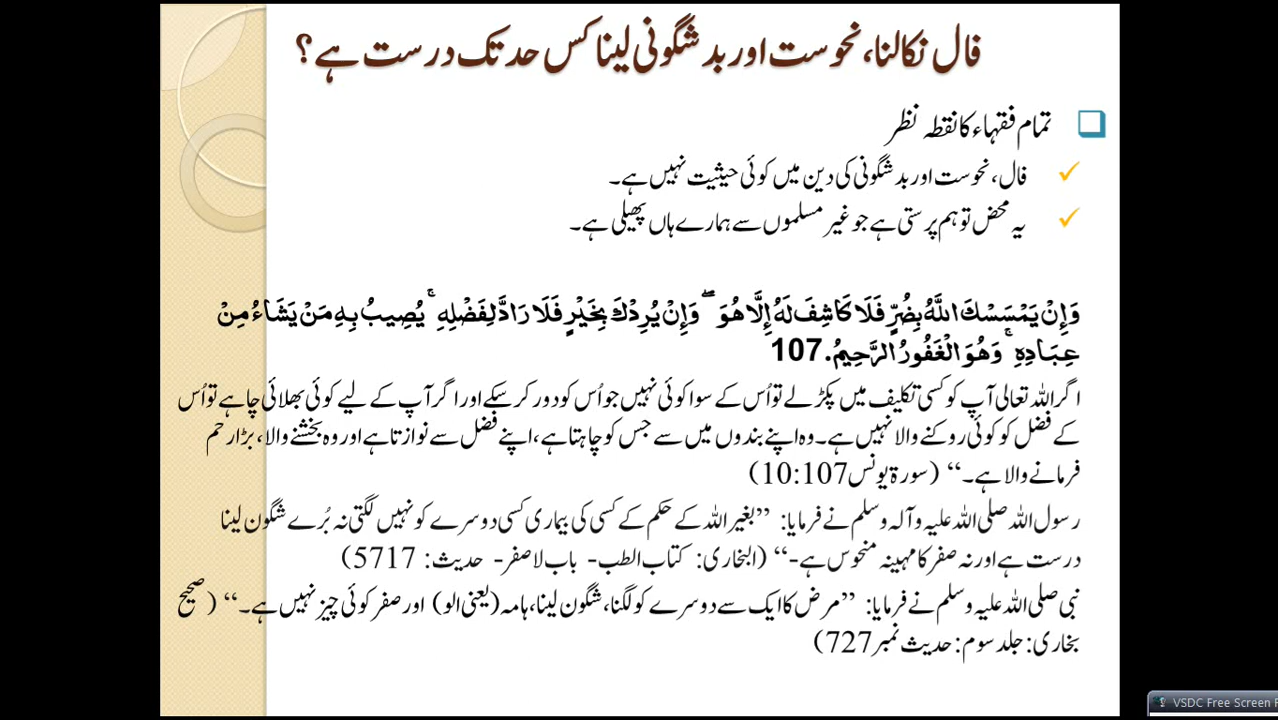 فال نکالنا، نحوست اور بد شگونی لینا کس حد تک درست ہے؟
تمام فقہاء کا نقطہ نظر
فال، نحوست اور بد شگونی کی دین میں کوئی حیثیت نہیں ہے۔
یہ محض توہم پرستی ہے جو غیر مسلموں سے ہمارے ہاں پھیلی ہے۔
وَإِنْ يَمْسَسْكَ اللَّهُ بِضُرٍّ فَلَا كَاشِفَ لَهُ إِلَّا هُوَ ۖ وَإِنْ يُرِدْكَ بِخَيْرٍ فَلَا رَادَّ لِفَضْلِهِ ۚ يُصِيبُ بِهِ مَنْ يَشَاءُ مِنْ
عِبَادِهِ ۚ وَهُوَ الْغَفُورُ الرَّحِيمُ.107
اگر اللہ تعالی آپ کو کسی تکلیف میں پکڑ لے تو اُس کے سوا کوئی نہیں جو اُس کو دور کر سکے اور اگر آپ کے لیے کوئی بھلائی چاہے تو اُس
کے فضل کو کوئی روکنے والا نہیں ہے۔ وہ اپنے بندوں میں سے جس کو چاہتا ہے، اپنے فضل سے نوازتا ہے اور وہ بخشنے والا، بڑا رحم
فرمانے والا ہے۔“ (سورۃ یونس 10:107)
رسول اللہ صلی اللہ علیہ وآلہ وسلم نے فرمایا: ”بغیر اللہ کے حکم کے کسی کی بیماری کسی دوسرے کو نہیں لگتی نہ بُرے شگون لینا
درست ہے اور نہ صفر کا مہینہ منحوس ہے-“ (البخاری: کتاب الطب- باب لا صفر- حدیث: 5717)
نبی صلی اللہ علیہ وسلم نے فرمایا: ”مرض کا ایک سے دوسرے کو لگنا، شگون لینا، ہامہ (یعنی الو) اور صفر کوئی چیز نہیں ہے۔“ (صحیح
بخاری: جلد سوم: حدیث نمبر 727)
VSDC Free Screen